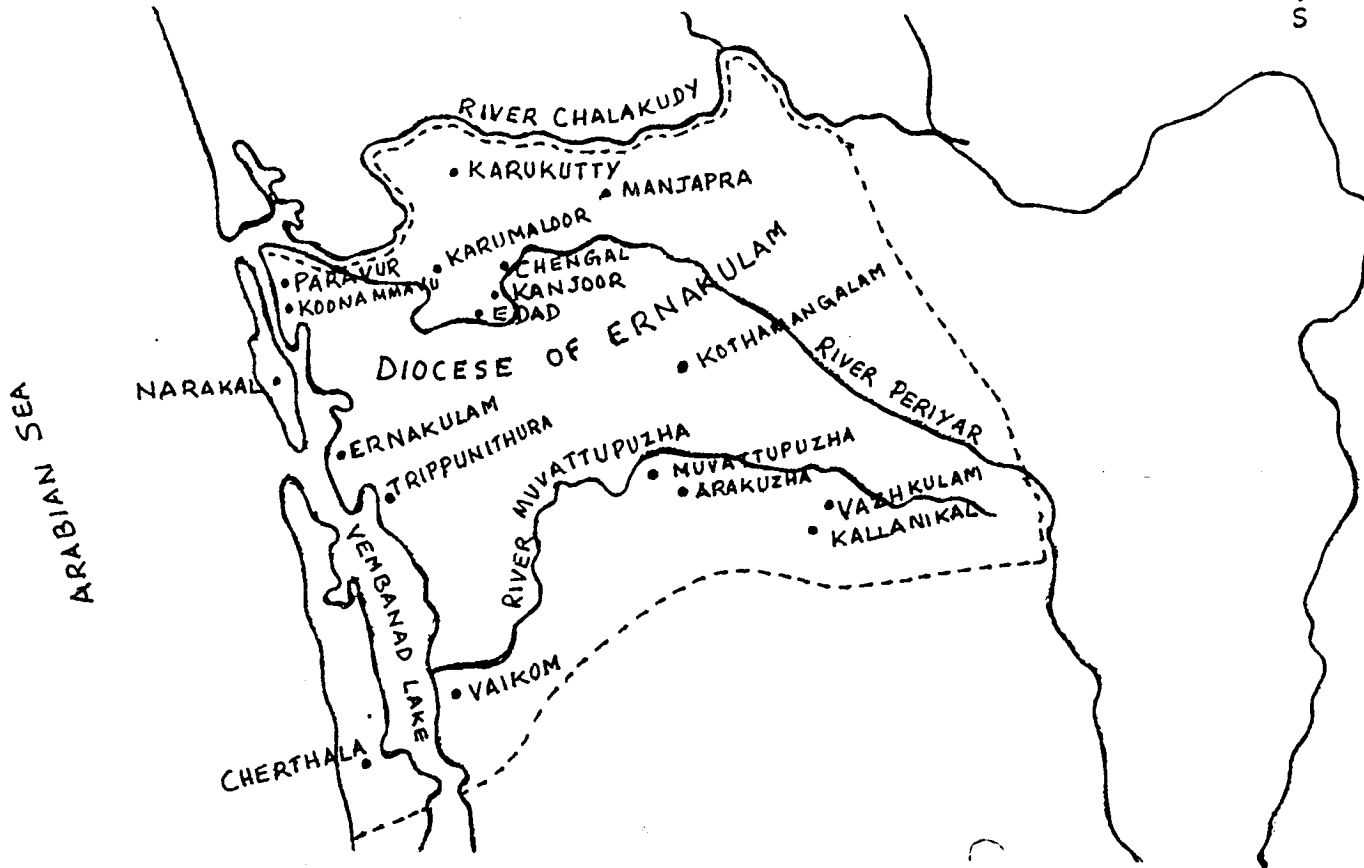 S
RIVER CHALAKUDY
KARUKUTTY
MANJAPRA
KARUMALOOR
CHENGAL
PARAVUR
KANJOOR
KOONAMMAVU
EDAD
DIOCESE OF ERNAKULAM
KOTHAMANGALAM
RIVER PERIYAR
NARAKAL
ARABIAN SEA
ERNAKULAM
TRIPPUNITHURA
RIVER MUVATTUPUZHA
MUVATTUPUZHA
ARAKUZHA
VAZHKULAM
KALLANIKAL
VEMBANAD LAKE
VAIKOM
CHERTHALA